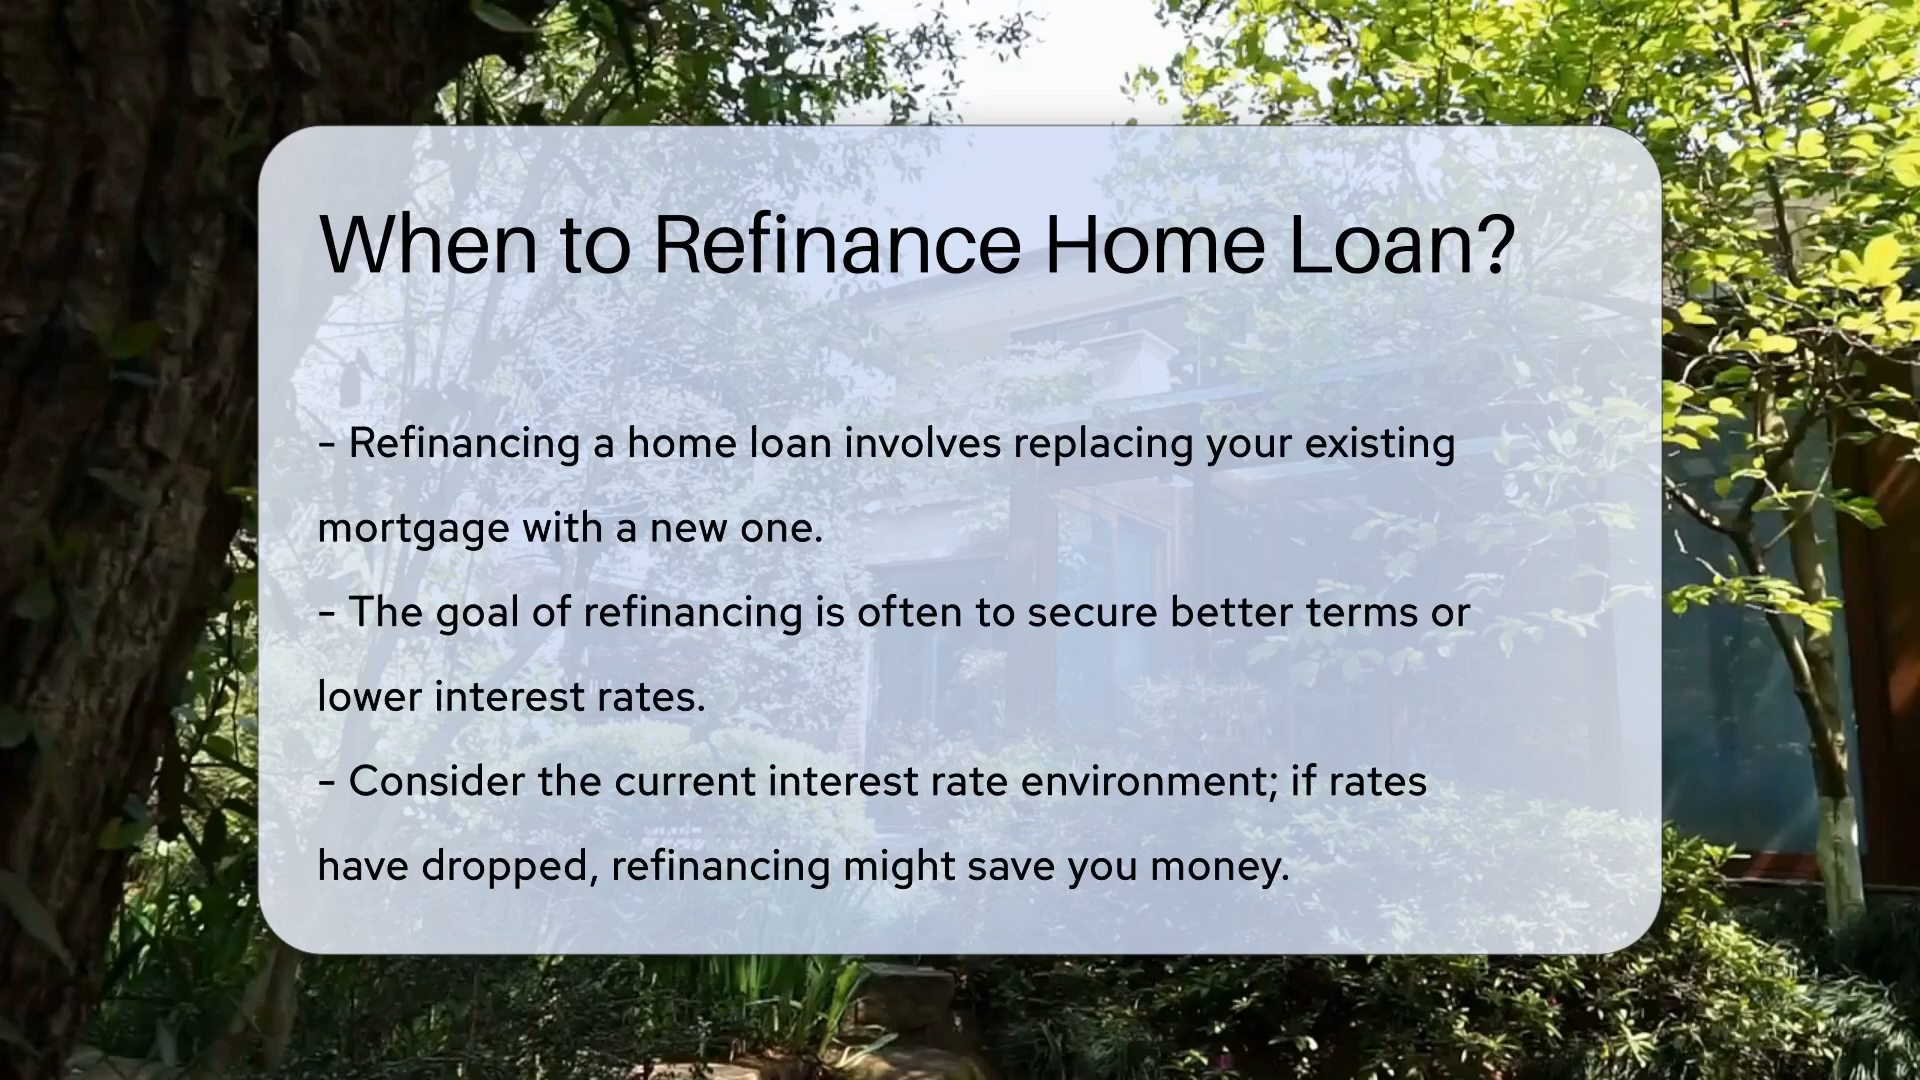 When to Refinance Home Loan?
- Refinancing a home loan involves replacing your existing
mortgage with a new one.
- The goal of refinancing is often to secure better terms or
lower interest rates.
- Consider the current interest rate environment; if rates
have dropped, refinancing might save you money.